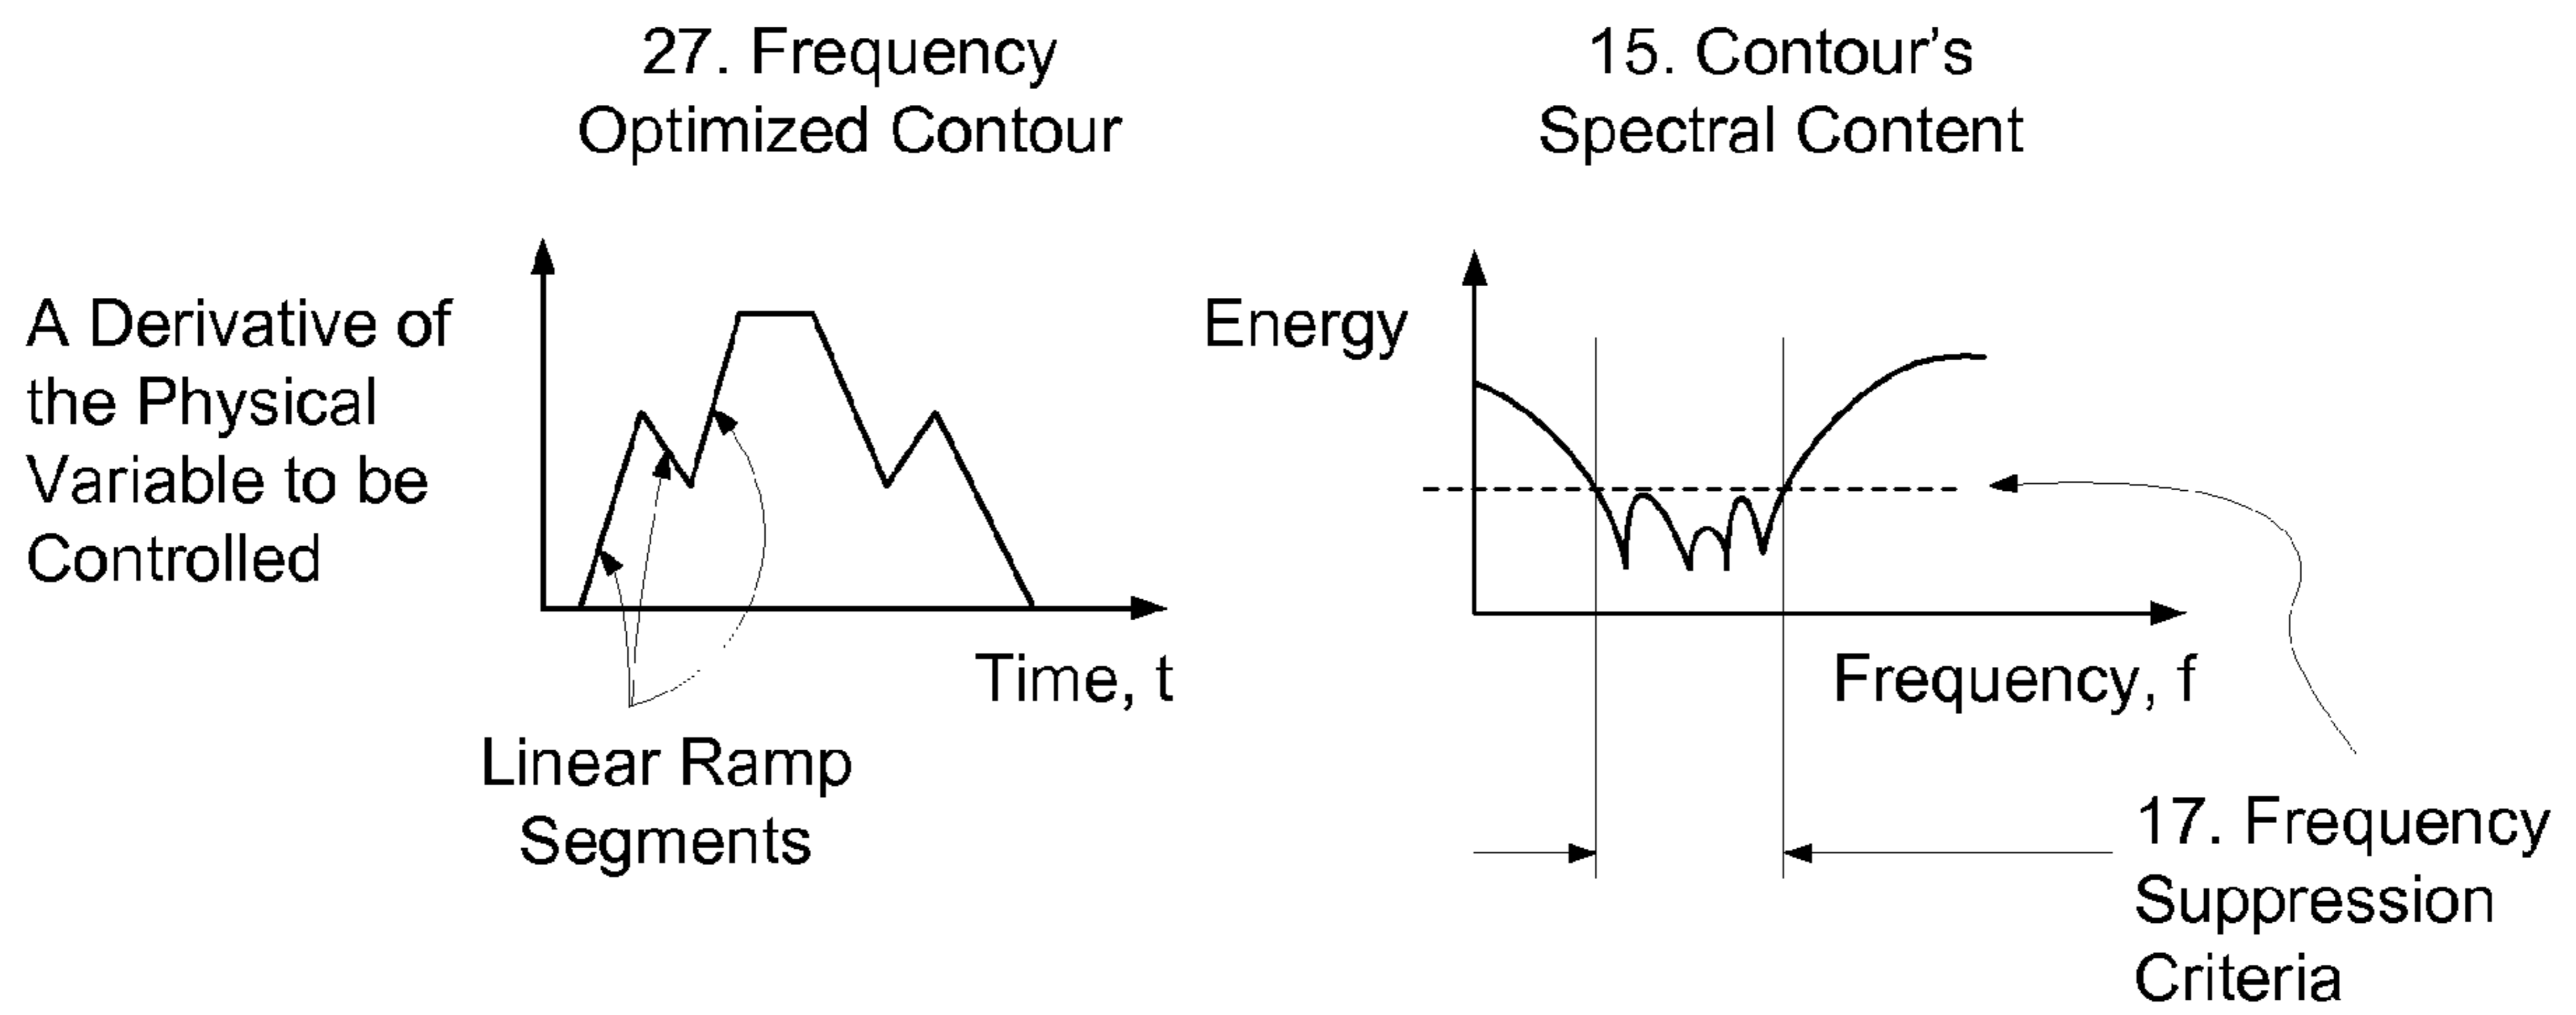 27. Frequency
Optimized Contour
15. Contour's
Spectral Content
A Derivative of
the Physical
Variable to be
Controlled
Time, t
Linear Ramp
Segments
Energy
Frequency, f
17. Frequency
Suppression
Criteria